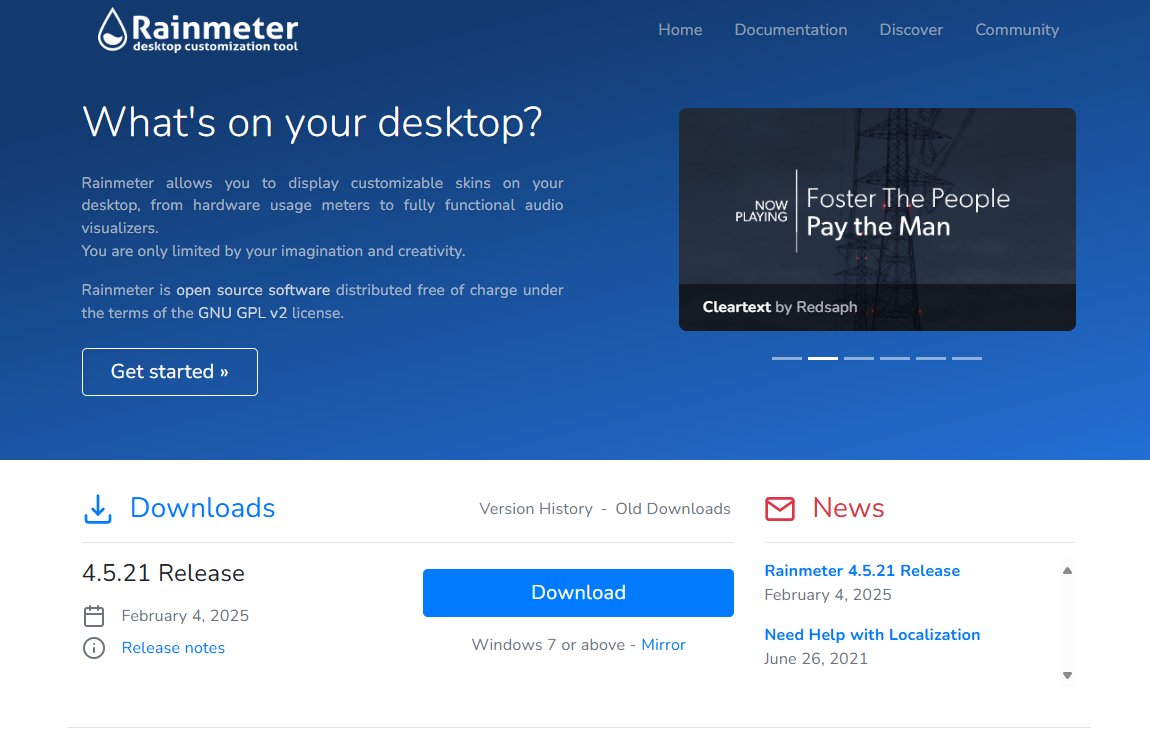 Rainmeter
desktop customization tool
Home
Documentation
Discover
Community
What's on your desktop?
Rainmeter allows you to display customizable skins on your
desktop, from hardware usage meters to fully functional audio
visualizers.
You are only limited by your imagination and creativity.
Rainmeter is open source software distributed free of charge under
the terms of the GNU GPL v2 license.
Get started »
NOW
PLAYING
Foster The People
Pay the Man
Cleartext by Redsaph
Downloads
Version History - Old Downloads
4.5.21 Release
February 4, 2025
Release notes
Download
Windows 7 or above - Mirror
News
Rainmeter 4.5.21 Release
February 4, 2025
Need Help with Localization
June 26, 2021